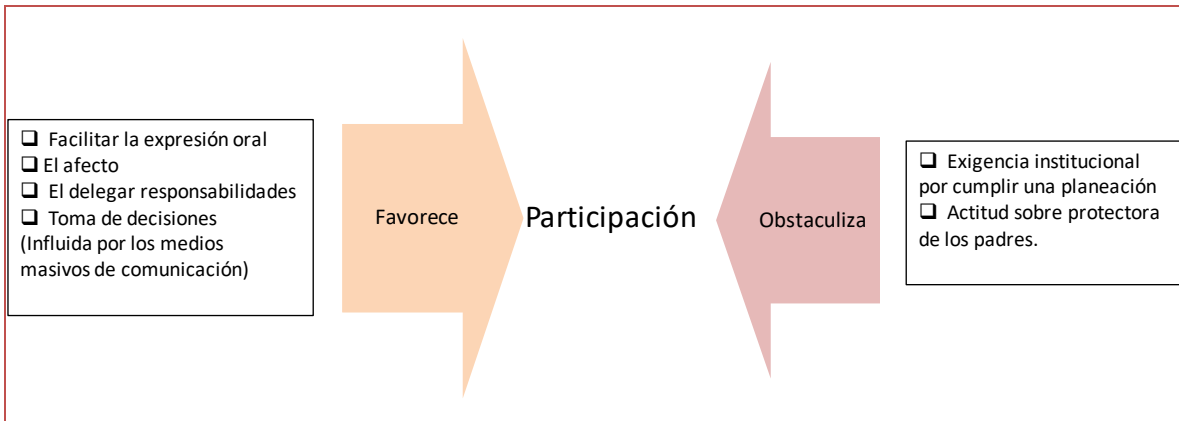 ❑ Facilitar la expresión oral
❑ El afecto
❑ El delegar responsabilidades
❑ Toma de decisiones
(Influida por los medios
masivos de comunicación)
Favorece
Participación
Obstaculiza
❑ Exigencia institucional
por cumplir una planeación
❑ Actitud sobre protectora
de los padres.